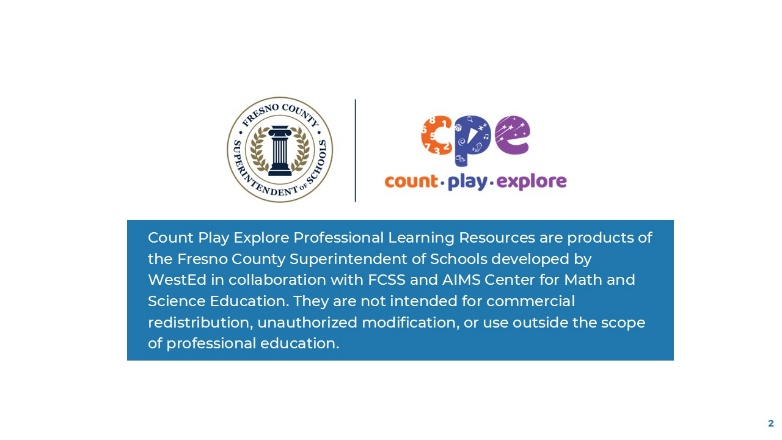 FRESNO COUNTY
SUPERINTENDENT OF SCHOOLS
cpe
count · play · explore
Count Play Explore Professional Learning Resources are products of
the Fresno County Superintendent of Schools developed by
WestEd in collaboration with FCSS and AIMS Center for Math and
Science Education. They are not intended for commercial
redistribution, unauthorized modification, or use outside the scope
of professional education.
2